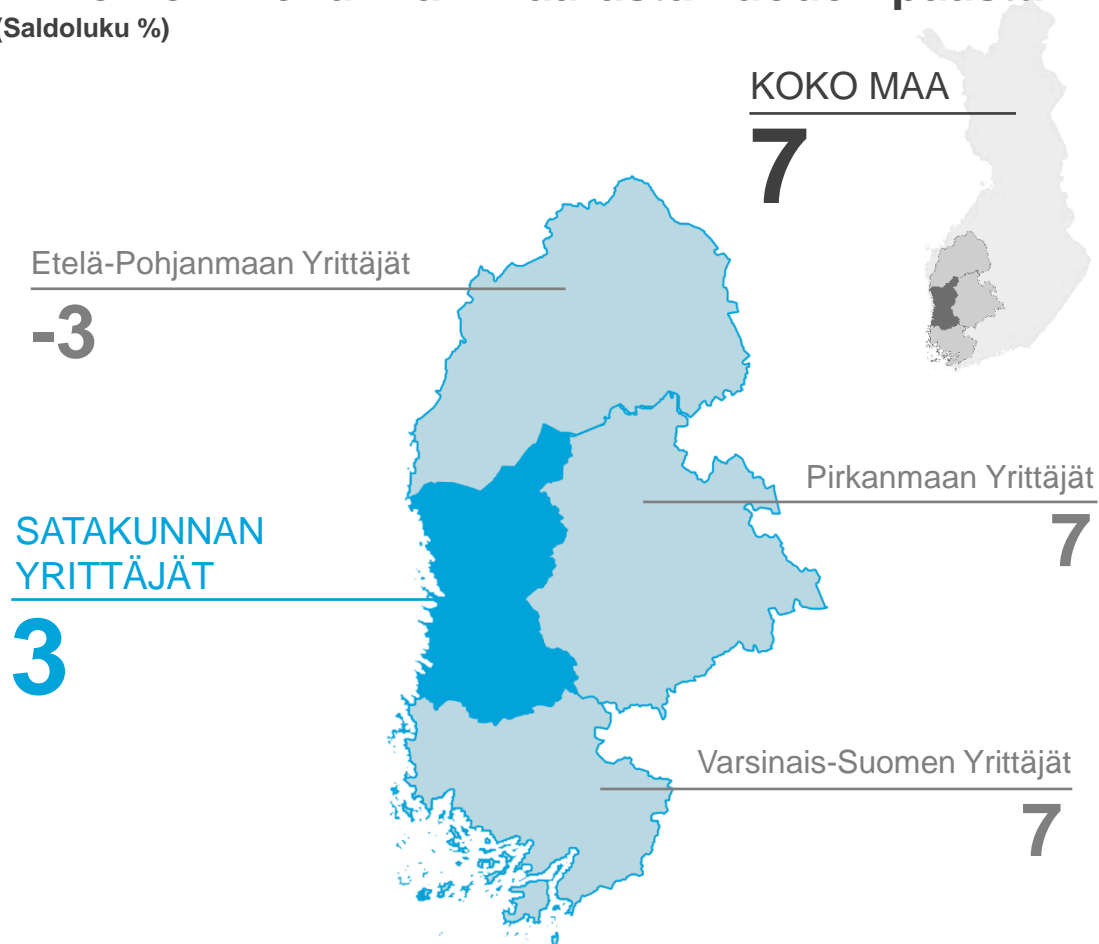 (Saldoluku %)
KOKO MAA
7
Etelä-Pohjanmaan Yrittäjät
-3
Pirkanmaan Yrittäjät
7
SATAKUNNAN
YRITTÄJÄT
3
Varsinais-Suomen Yrittäjät
7